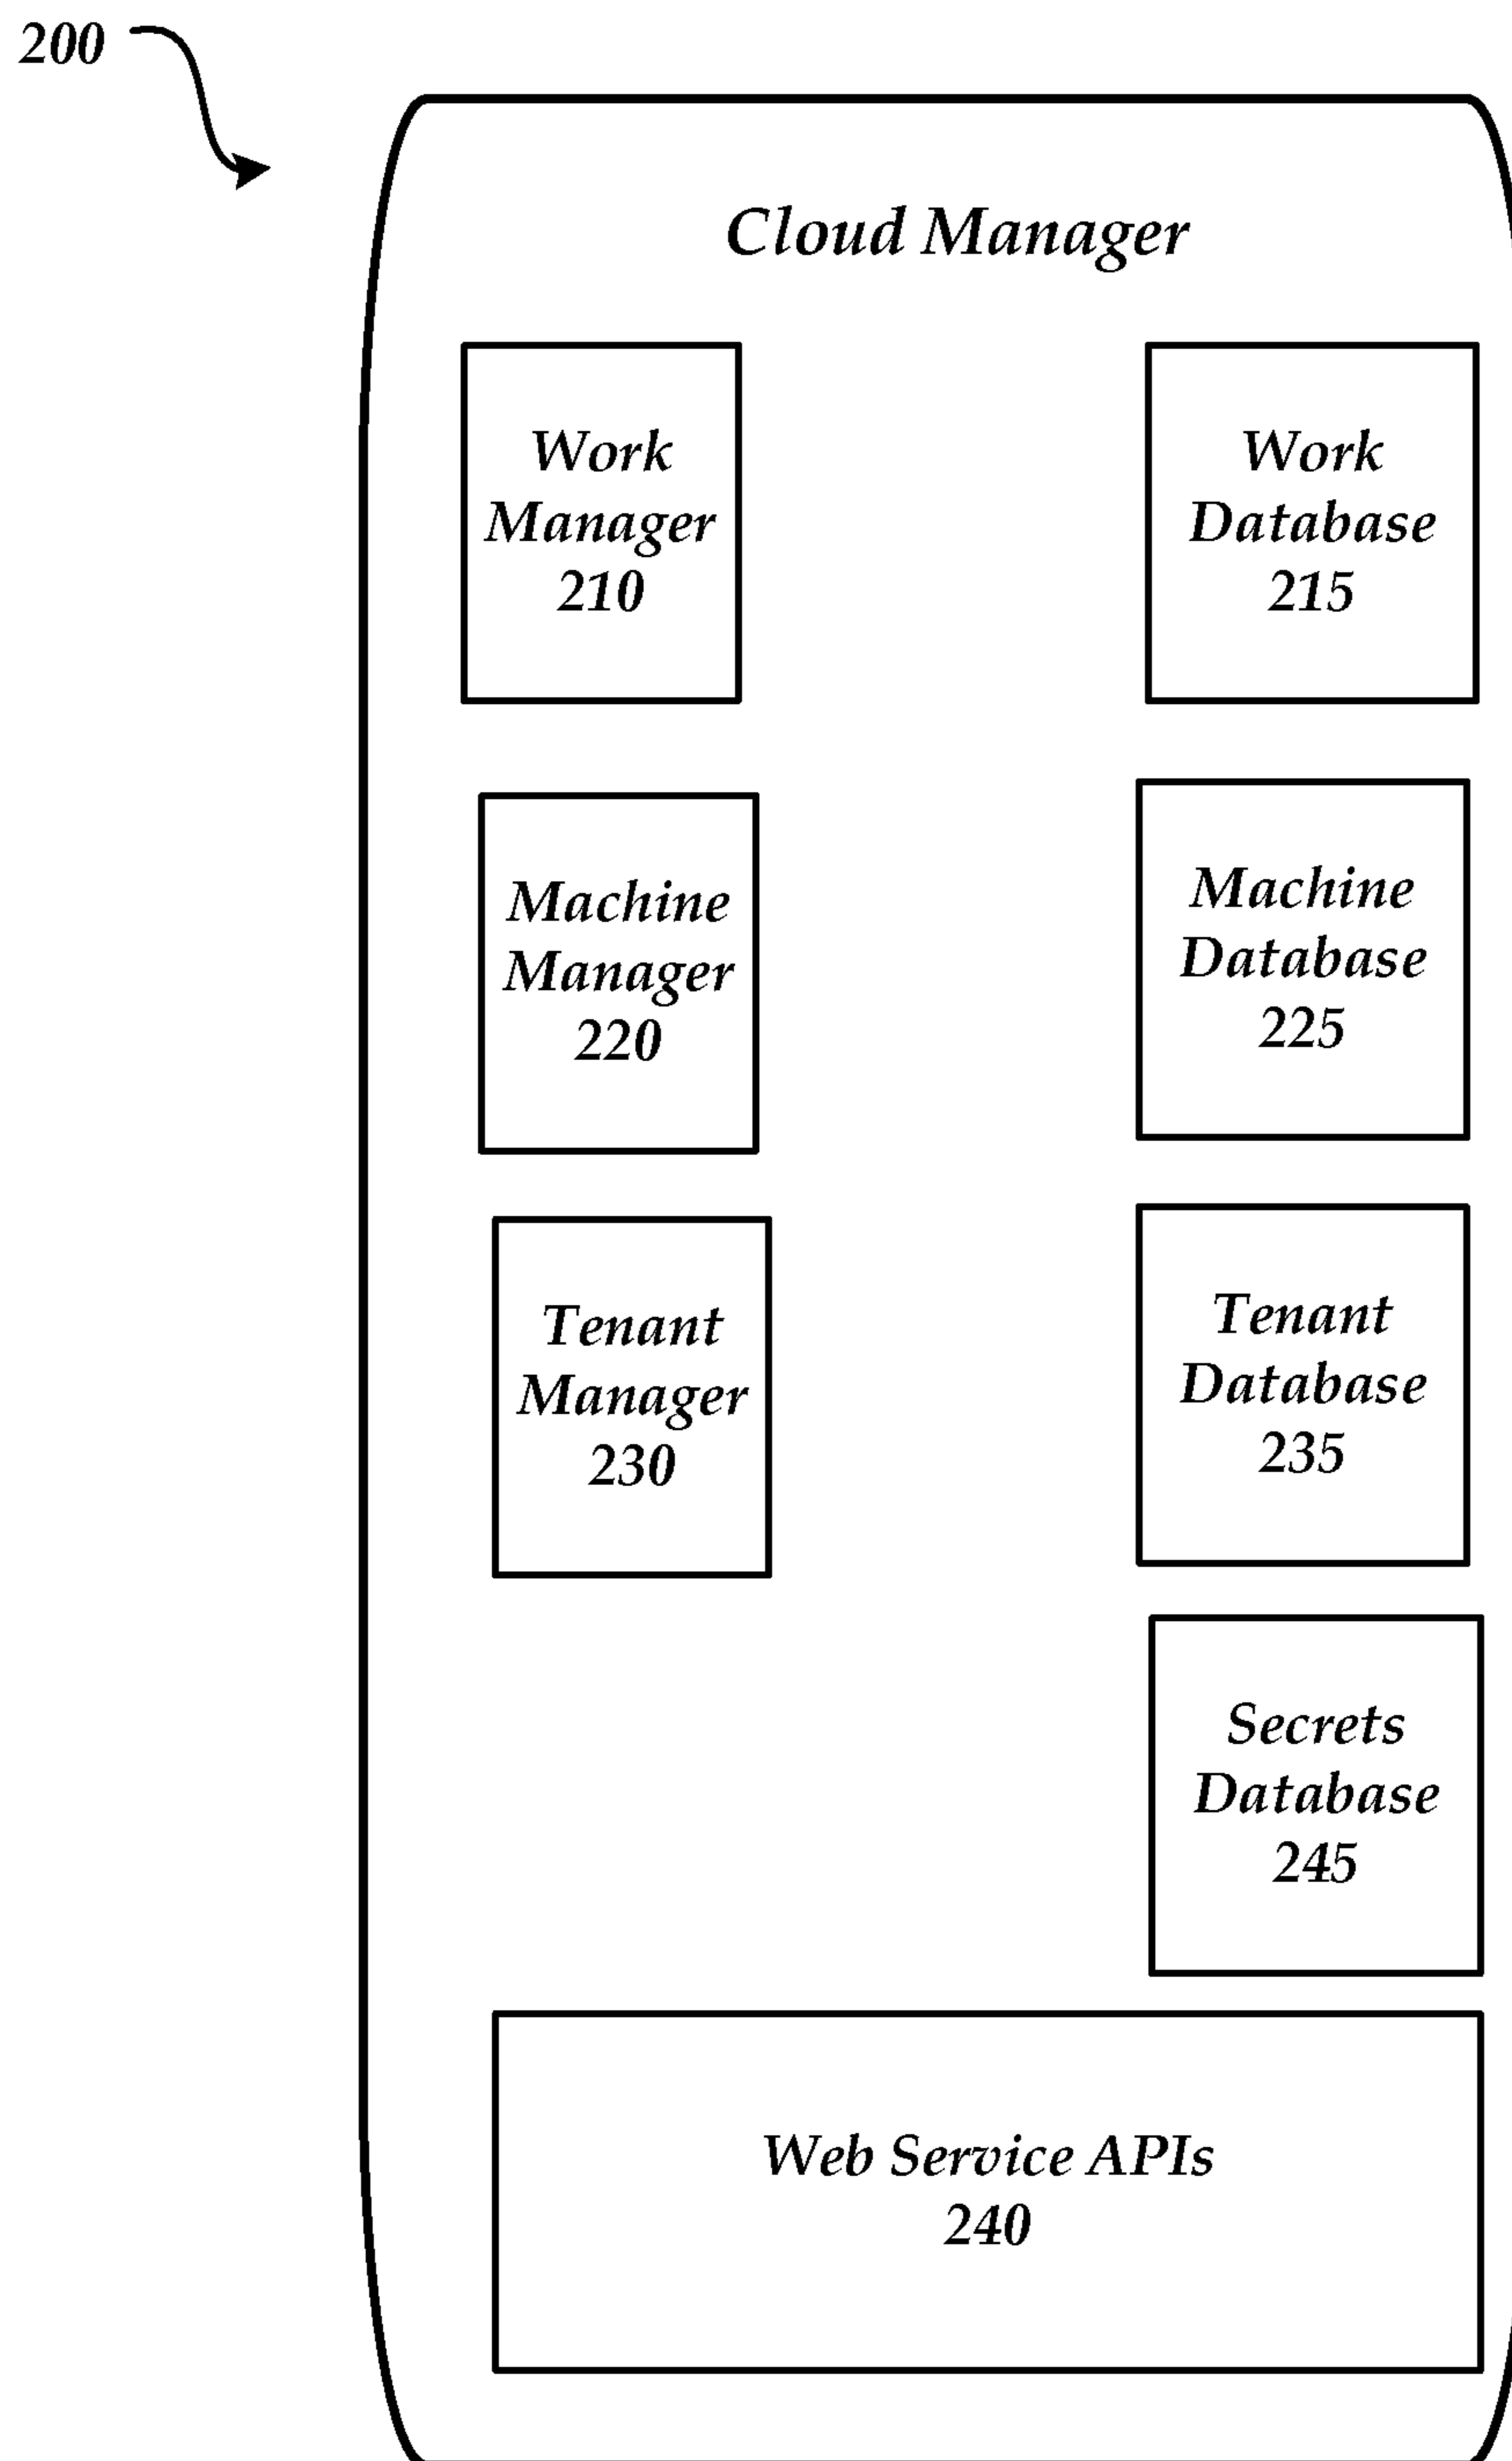 200
Cloud Manager
Work
Manager
210
Work
Database
215
Machine
Manager
220
Machine
Database
225
Tenant
Manager
230
Tenant
Database
235
Secrets
Database
245
Web Service APIs
240